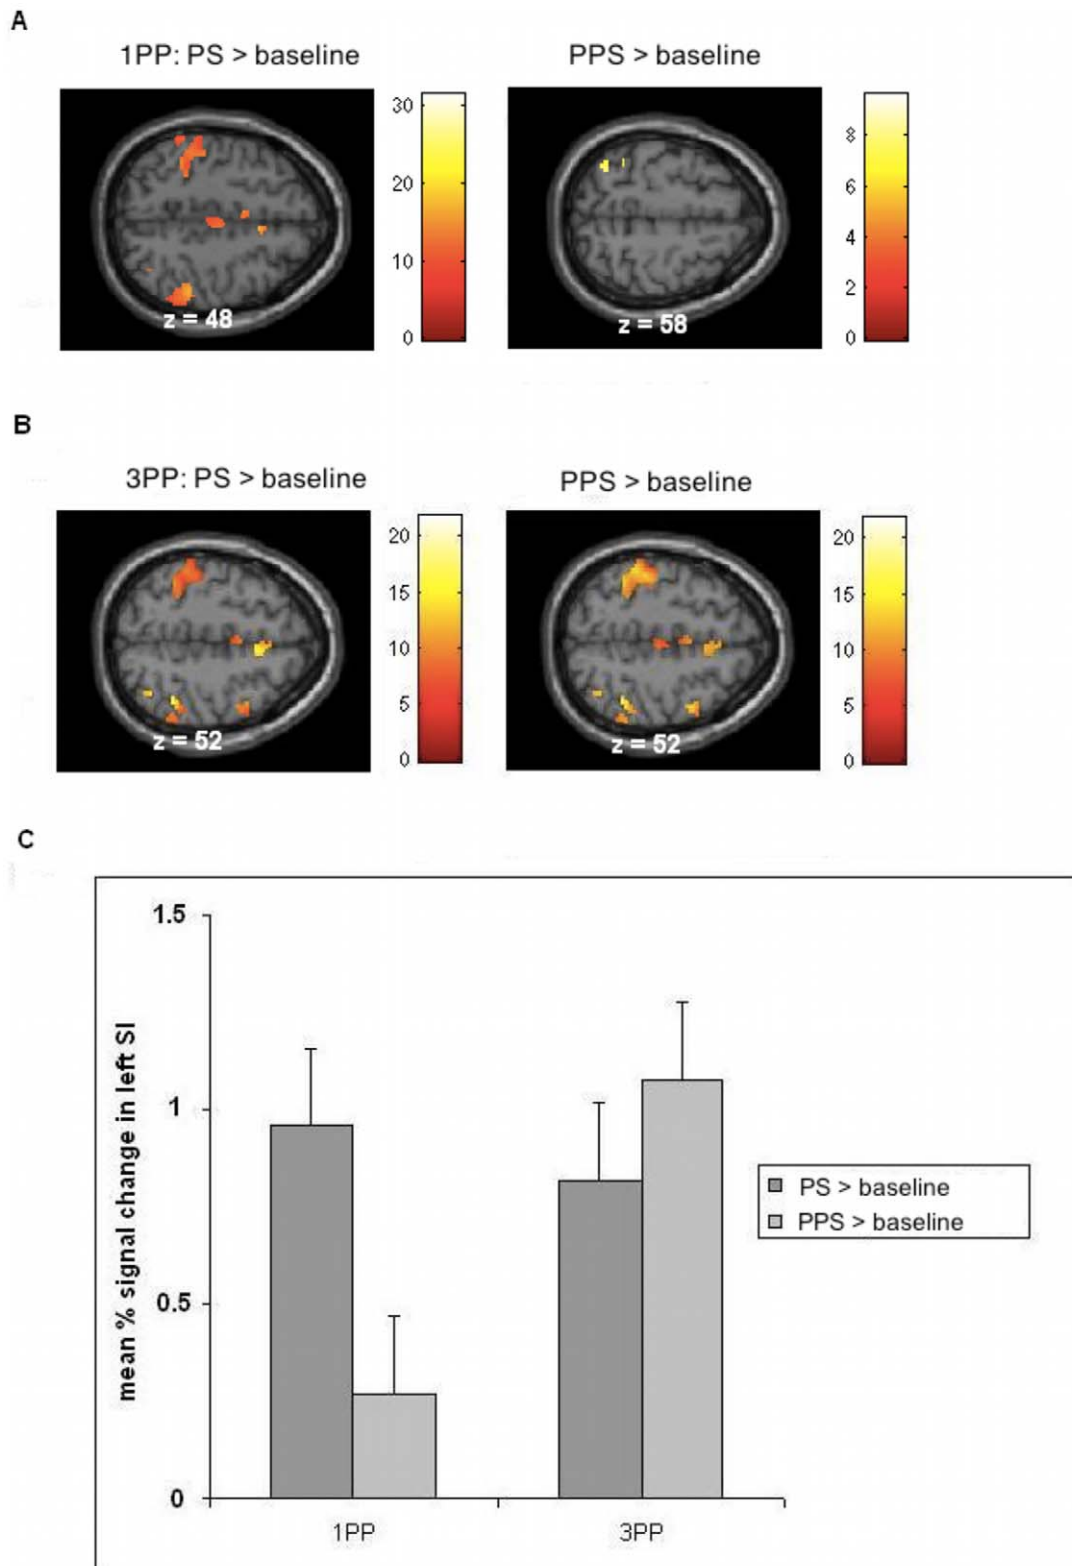 A
1PP: PS > baseline
PPS > baseline
30
20
10
0
z = 48
8
6
4
2
0
z = 58
B
3PP: PS > baseline
PPS > baseline
20
15
10
5
0
z = 52
20
15
10
5
0
z = 52
C
mean % signal change in left SI
1.5
1
0.5
0
1PP
3PP
PS > baseline
PPS > baseline